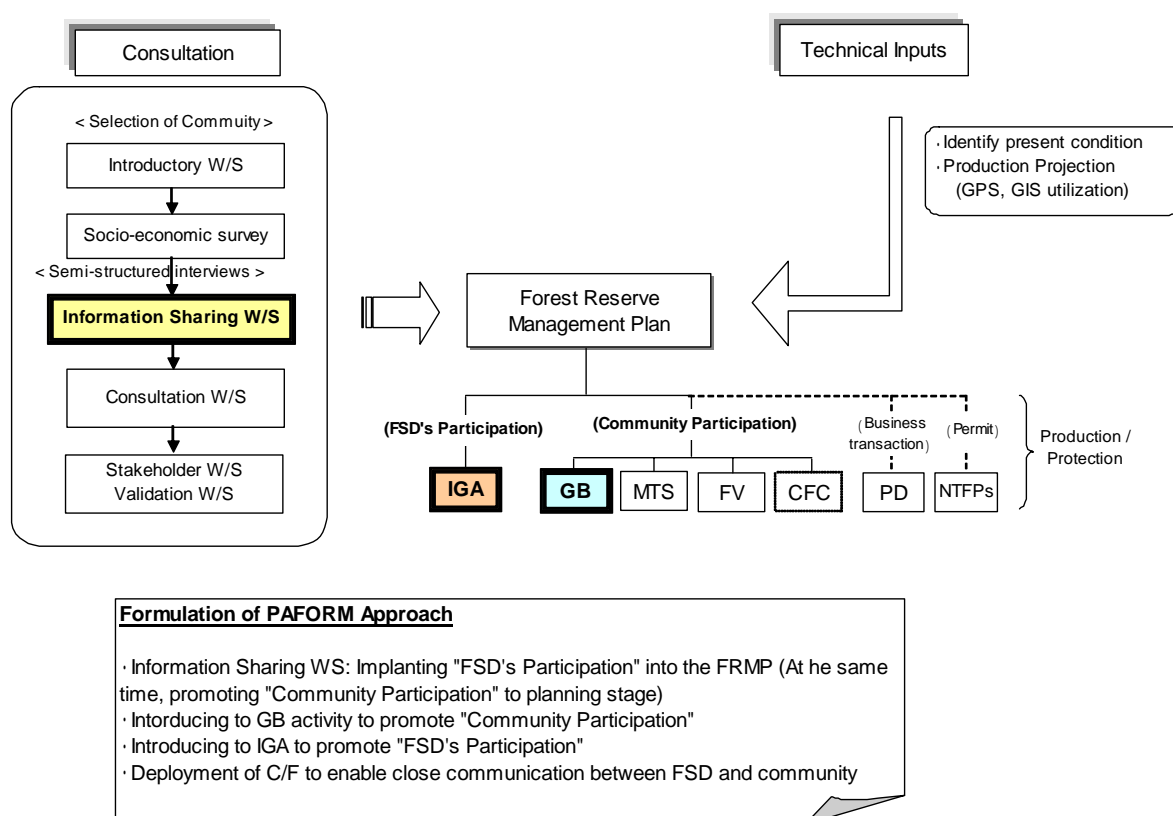 Consultation
Technical Inputs
< Selection of Commuity >
Introductory W/S
Socio-economic survey
< Semi-structured interviews >
Information Sharing W/S
Consultation W/S
Stakeholder W/S
Validation W/S
· Identify present condition
· Production Projection
(GPS, GIS utilization)
Forest Reserve
Management Plan
(FSD's Participation)
(Community Participation)
(Business
transaction)
(Permit)
IGA
GB
MTS
FV
CFC
PD
NTFPs
Production /
Protection
Formulation of PAFORM Approach
· Information Sharing WS: Implanting "FSD's Participation" into the FRMP (At he same
time, promoting "Community Participation" to planning stage)
· Intorducing to GB activity to promote "Community Participation"
· Introducing to IGA to promote "FSD's Participation"
· Deployment of C/F to enable close communication between FSD and community